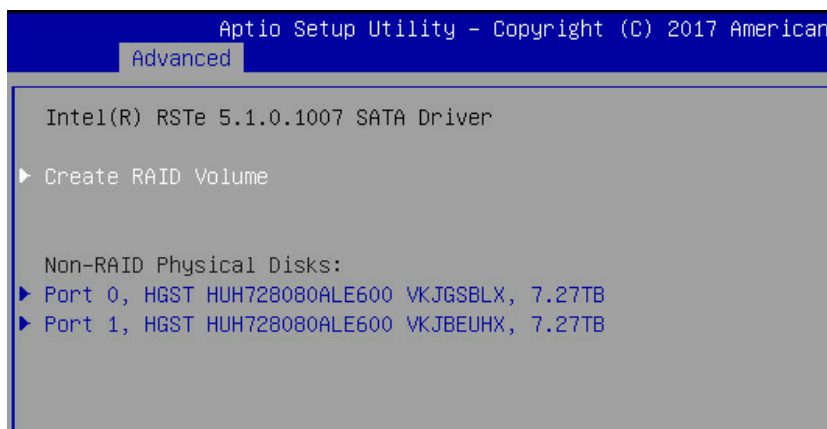 Aptio Setup Utility – Copyright (C) 2017 American
Advanced
Intel(R) RSTe 5.1.0.1007 SATA Driver
Create RAID Volume
Non-RAID Physical Disks:
Port 0, HGST HUH728080ALE600 VKJGSBLX, 7.27TB
Port 1, HGST HUH728080ALE600 VKJBEUHX, 7.27TB